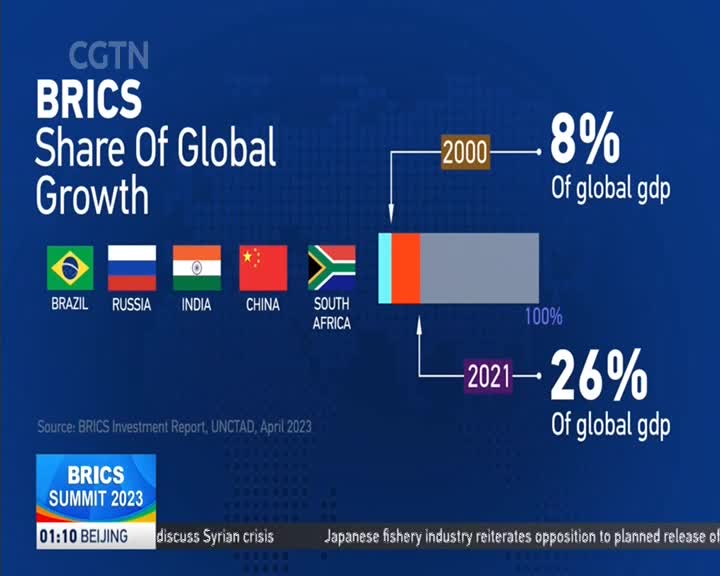 CGTN
BRICS
Share Of Global
Growth
BRAZIL
RUSSIA
INDIA
CHINA
SOUTH
AFRICA
2000
8%
Of global gdp
100%
2021
26%
Of global gdp
Source: BRICS Investment Report, UNCTAD, April 2023
BRICS
SUMMIT 2023
01:10 BEIJING
discuss Syrian crisis
Japanese fishery industry reiterates opposition to planned release of